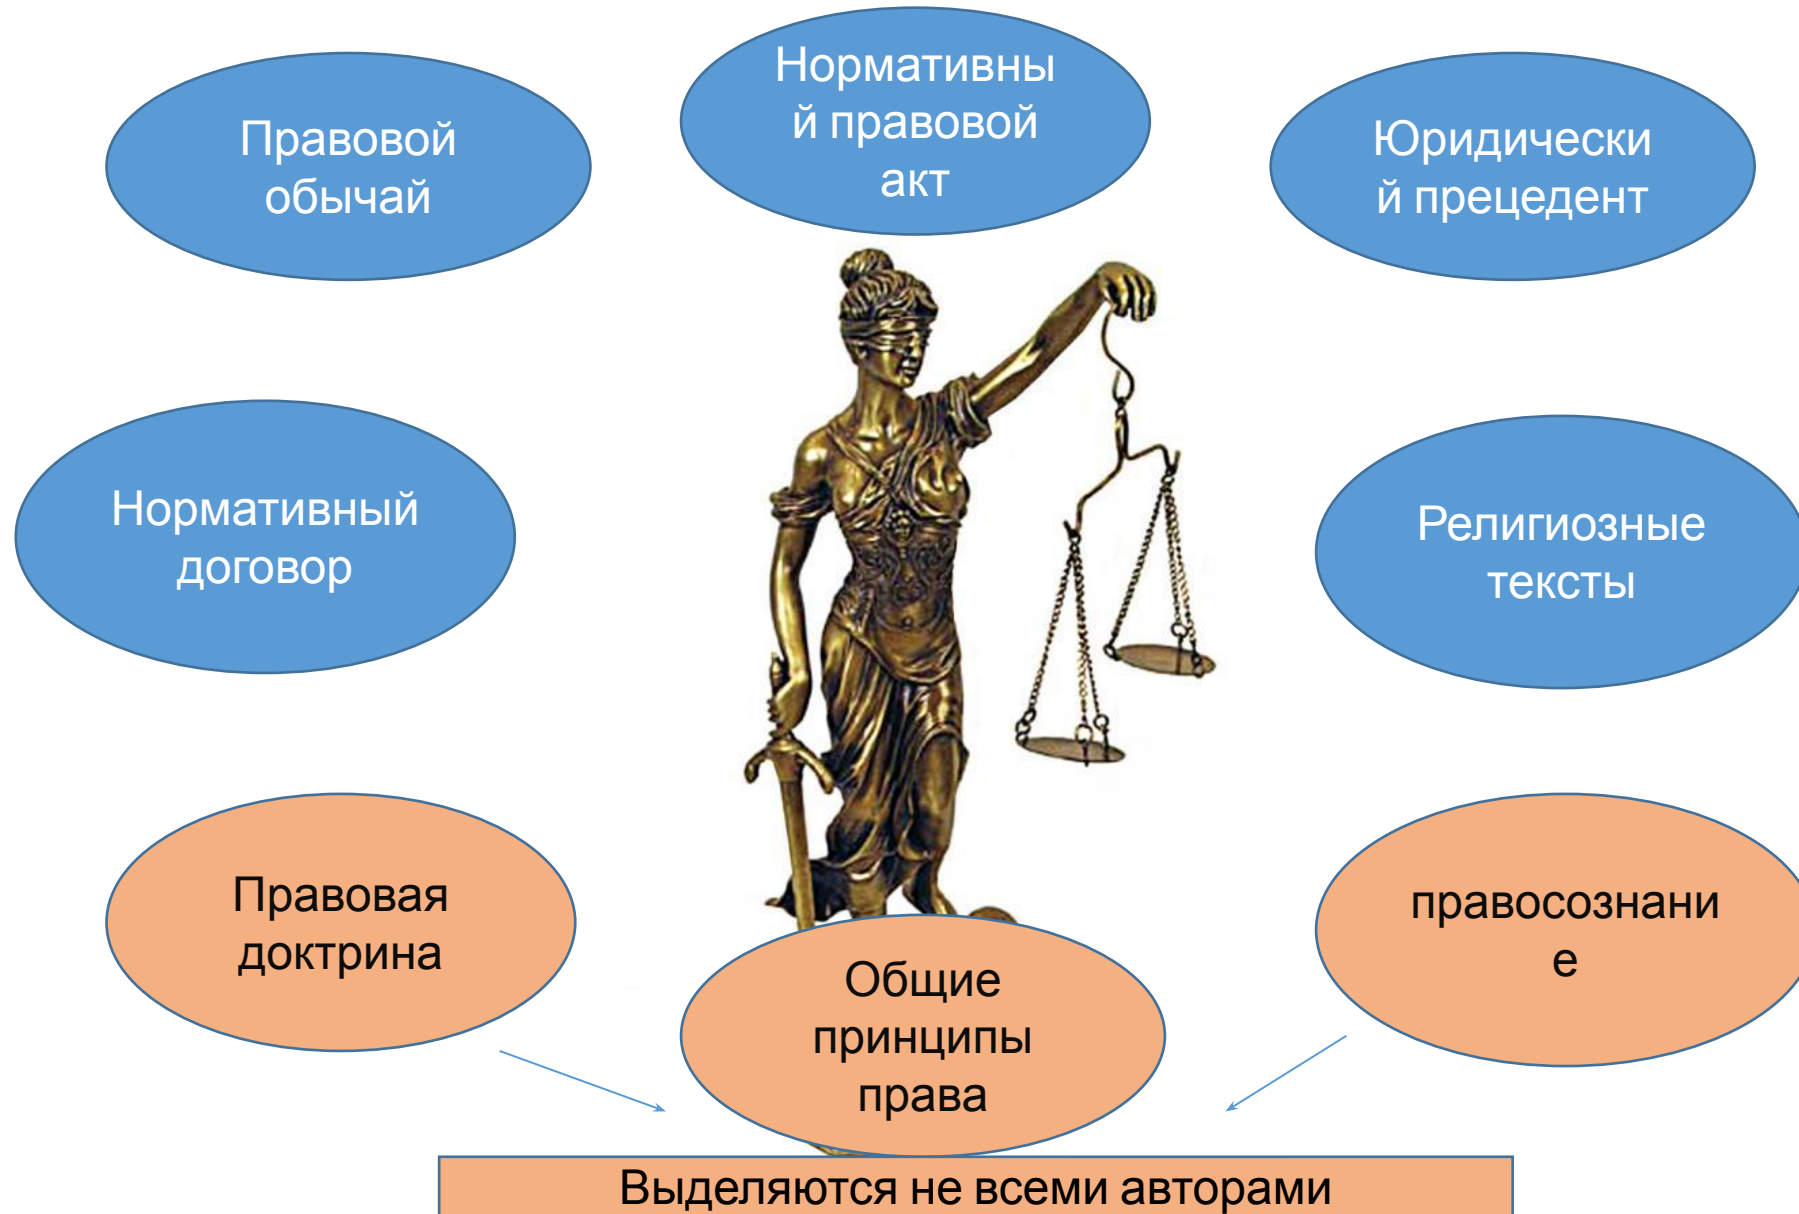 Правовой
обычай
Нормативны
й правовой
акт
Юридически
й прецедент
Нормативный
договор
Религиозные
тексты
Правовая
доктрина
Общие
принципы
права
правосознани
е
Выделяются не всеми авторами